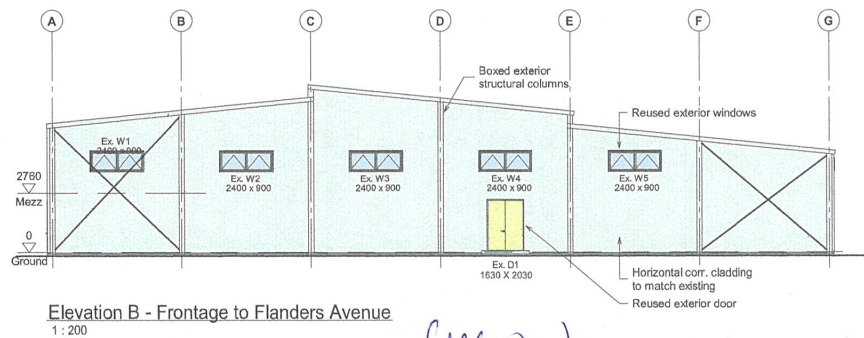 A B C D E F G
Boxed exterior
structural columns
Reused exterior windows
Ex. W1
2400 x 900
Ex. W2
2400 x 900
Ex. W3
2400 x 900
Ex. W4
2400 x 900
Ex. W5
2400 x 900
2760
Mezz
0
Ground
Ex. D1
1630 X 2030
Horizontal corr. cladding
to match existing
Reused exterior door
Elevation B - Frontage to Flanders Avenue
1 : 200